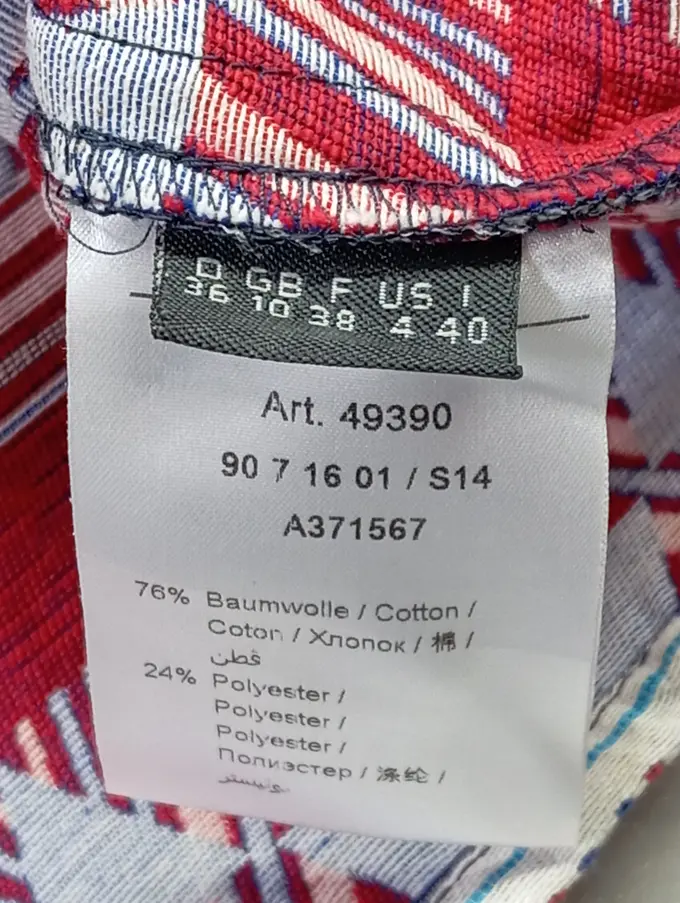 D GB F US I
36 10 38 4 40
Art. 49390
90 7 16 01 / S14
A371567
76% Baumwolle / Cotton /
Coton / Хлопок / 棉 /
قطن
24% Polyester /
Polyester /
Polyester /
Полиэстер / 涤纶 /